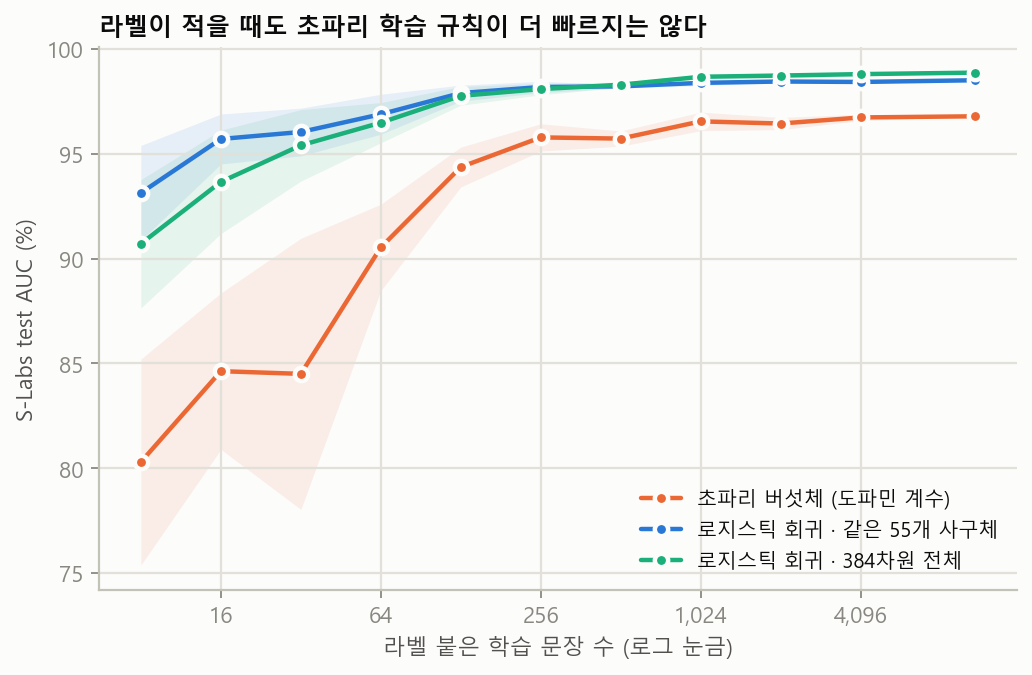 라벨이 적을 때도 초파리 학습 규칙이 더 빠르지는 않다
100
95
90
85
80
75
S-Labs test AUC (%)
초파리 버섯체 (도파민 계수)
로지스틱 회귀 · 같은 55개 사구체
로지스틱 회귀 · 384차원 전체
16
64
256
1,024
4,096
라벨 붙은 학습 문장 수 (로그 눈금)